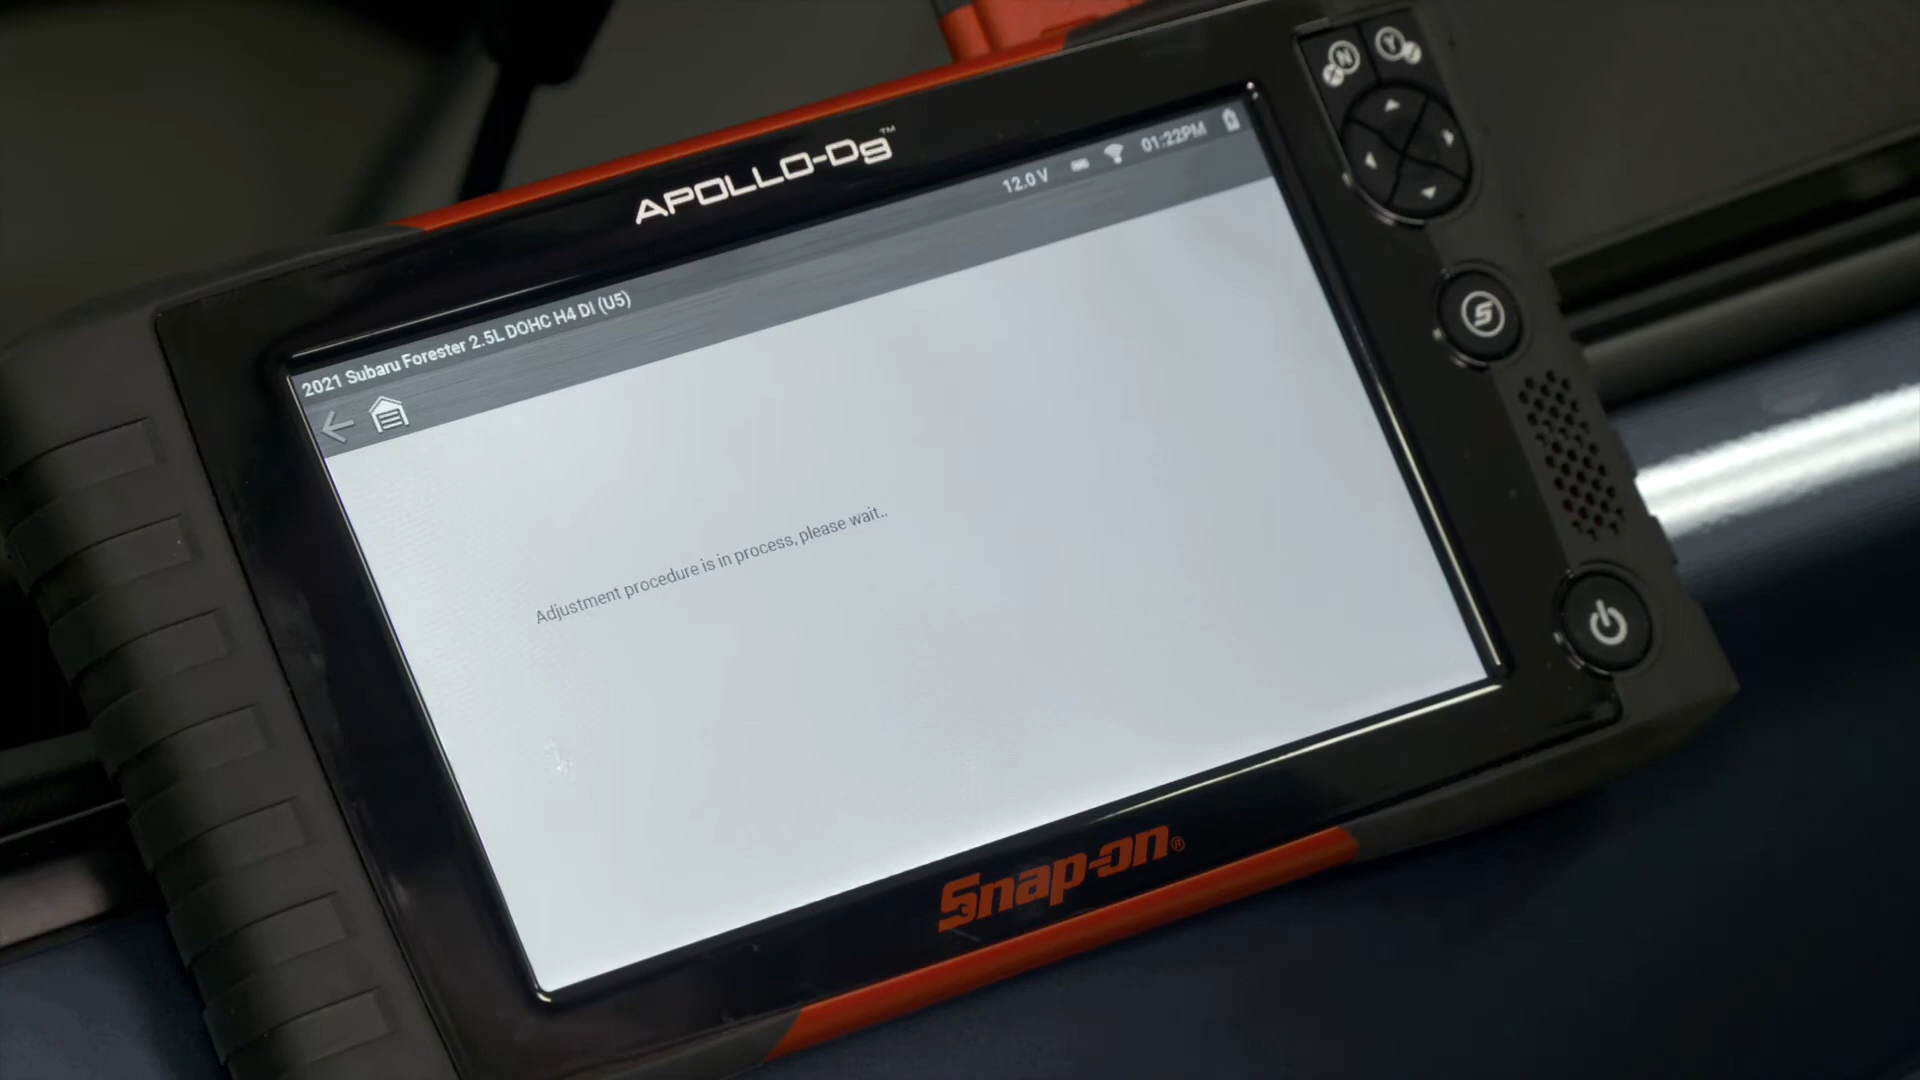 N
Y
APOLLO-D9™
12.0 V 01:22PM
2021 Subaru Forester 2.5L DOHC H4 DI (U5)
Adjustment procedure is in process, please wait..
S
Snap-on®